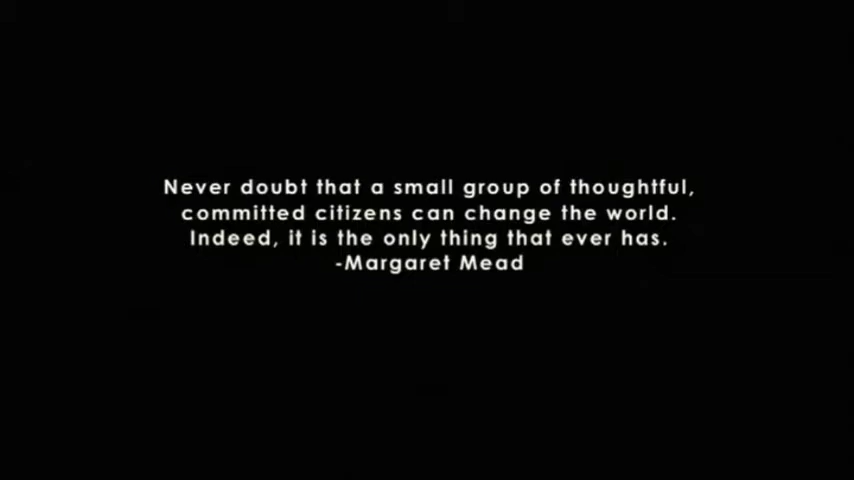 Never doubt that a small group of thoughtful,
committed citizens can change the world.
Indeed, it is the only thing that ever has.
-Margaret Mead